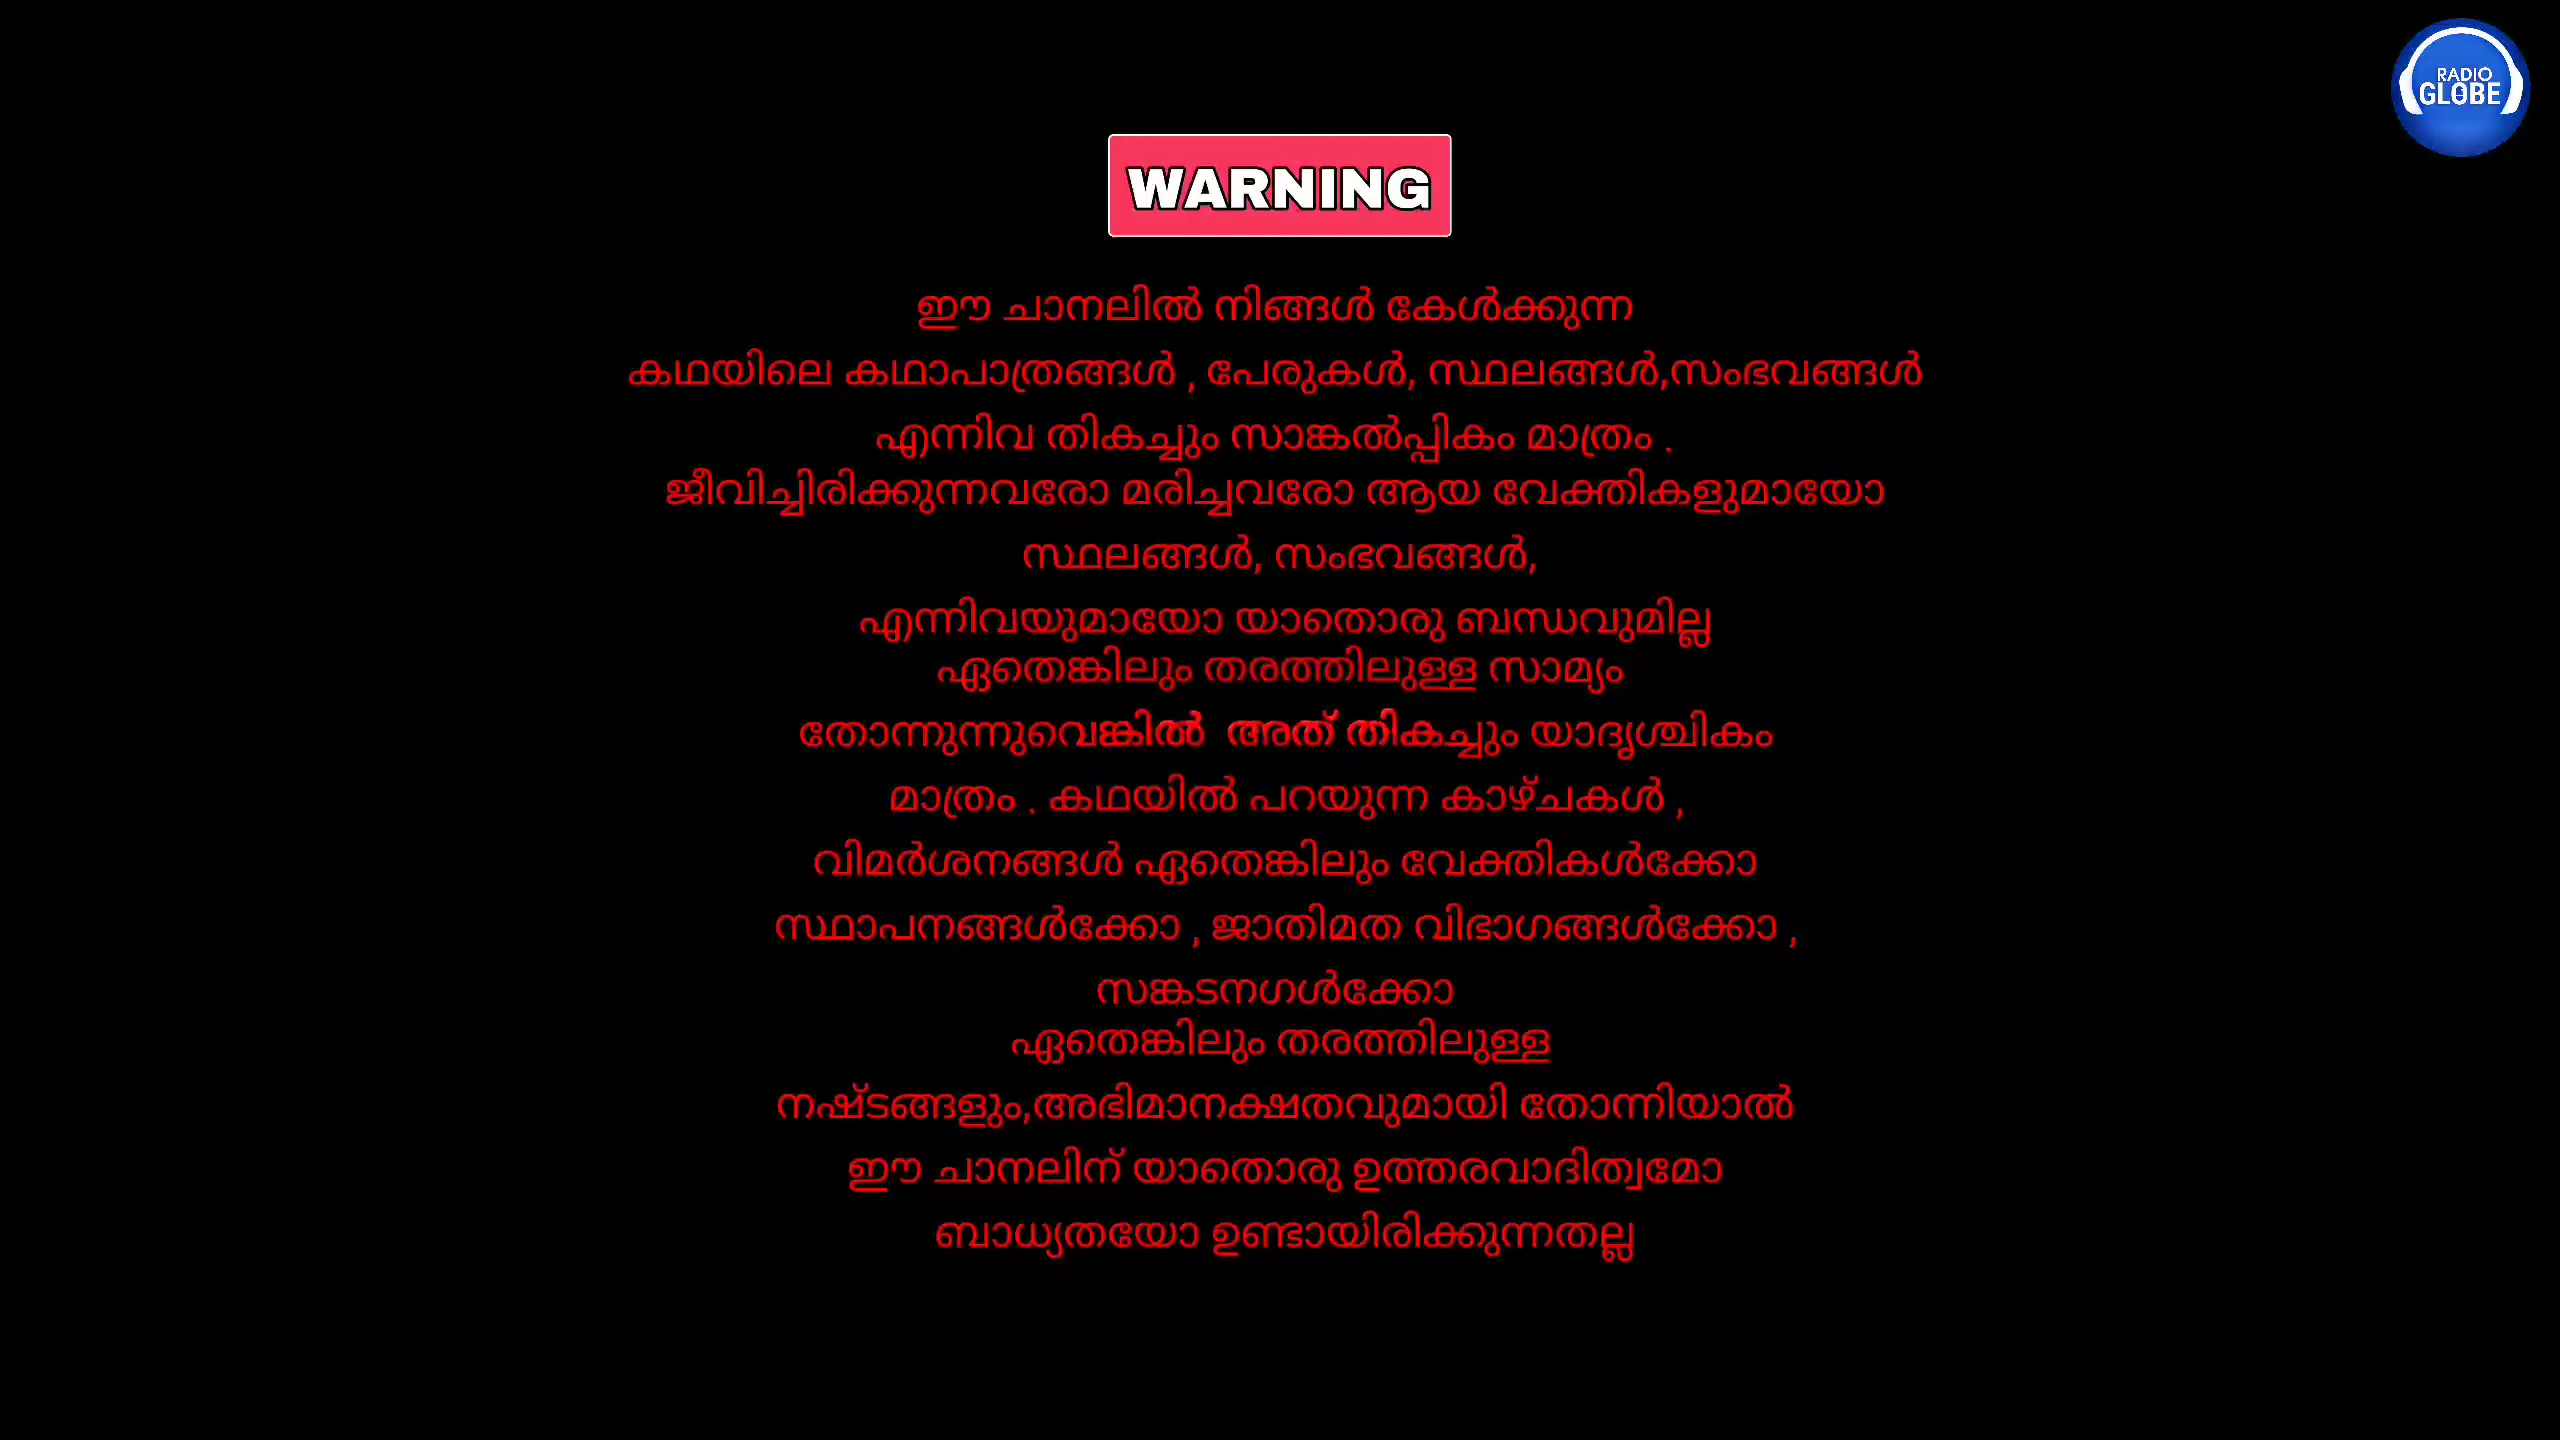 RADIO
GLOBE
WARNING
ഈ ചാനലിൽ നിങ്ങൾ കേൾക്കുന്ന
കഥയിലെ കഥാപാത്രങ്ങൾ , പേരുകൾ, സ്ഥലങ്ങൾ,സംഭവങ്ങൾ
എന്നിവ തികച്ചും സാങ്കൽപ്പികം മാത്രം .
ജീവിച്ചിരിക്കുന്നവരോ മരിച്ചവരോ ആയ വേക്തികളുമായോ
സ്ഥലങ്ങൾ, സംഭവങ്ങൾ,
എന്നിവയുമായോ യാതൊരു ബന്ധവുമില്ല
ഏതെങ്കിലും തരത്തിലുള്ള സാമ്യം
തോന്നുന്നുവെങ്കിൽ അത് തികച്ചും യാദൃശ്ചികം
മാത്രം . കഥയിൽ പറയുന്ന കാഴ്ചകൾ ,
വിമർശനങ്ങൾ ഏതെങ്കിലും വേക്തികൾക്കോ
സ്ഥാപനങ്ങൾക്കോ , ജാതിമത വിഭാഗങ്ങൾക്കോ ,
സങ്കടനഗൾക്കോ
ഏതെങ്കിലും തരത്തിലുള്ള
നഷ്ടങ്ങളും,അഭിമാനക്ഷതവുമായി തോന്നിയാൽ
ഈ ചാനലിന് യാതൊരു ഉത്തരവാദിത്വമോ
ബാധ്യതയോ ഉണ്ടായിരിക്കുന്നതല്ല